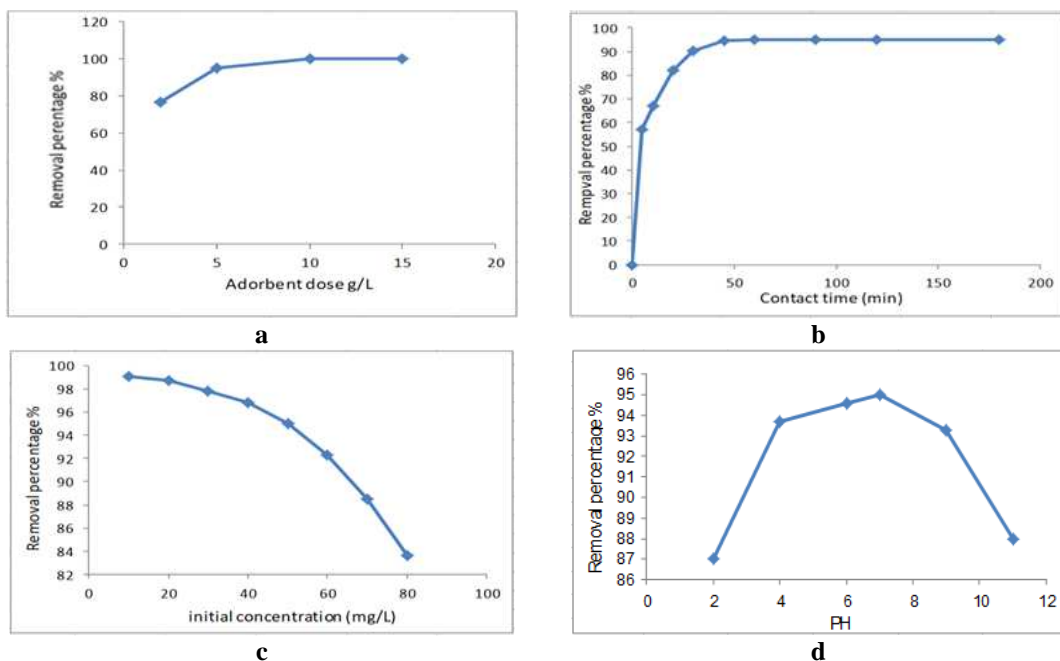 120
100
80
60
40
20
0
0 5 10 15 20
Removal perentage %
Adorbent dose g/L
a
100
90
80
70
60
50
40
30
20
10
0
0 50 100 150 200
Rempval percentage %
Contact time (min)
b
100
98
96
94
92
90
88
86
84
82
0 20 40 60 80 100
Removal percentage %
initial concentration (mg/L)
c
96
95
94
93
92
91
90
89
88
87
86
0 2 4 6 8 10 12
Removal percentage %
PH
d